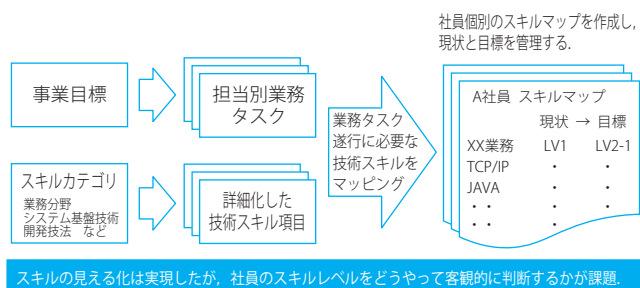 社員個別のスキルマップを作成し,
現状と目標を管理する.
事業目標
担当別業務
タスク
業務タスク
遂行に必要な
技術スキルを
マッピング
スキルカテゴリ
業務分野
システム基盤技術
開発技法 など
詳細化した
技術スキル項目
A社員 スキルマップ
現状 → 目標
XX業務 LV1 LV2-1
TCP/IP ・ ・
JAVA ・ ・
・・ ・ ・
・・ ・
スキルの見える化は実現したが, 社員のスキルレベルをどうやって客観的に判断するかが課題.